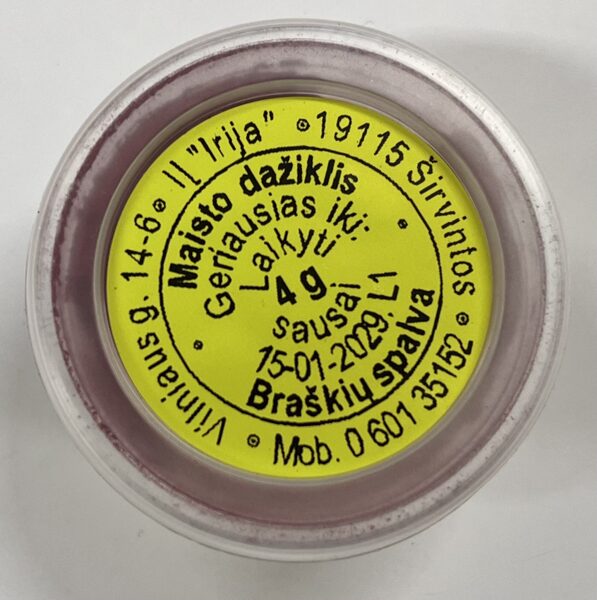 IĮ "Irija" 19115 Širvintos
Mob. 0 601 35152
Vilniaus g. 14-6
Maisto dažiklis
Geriausias iki:
Laikyti
4 g
sausai
15-01-2029, L1
Braškių spalva